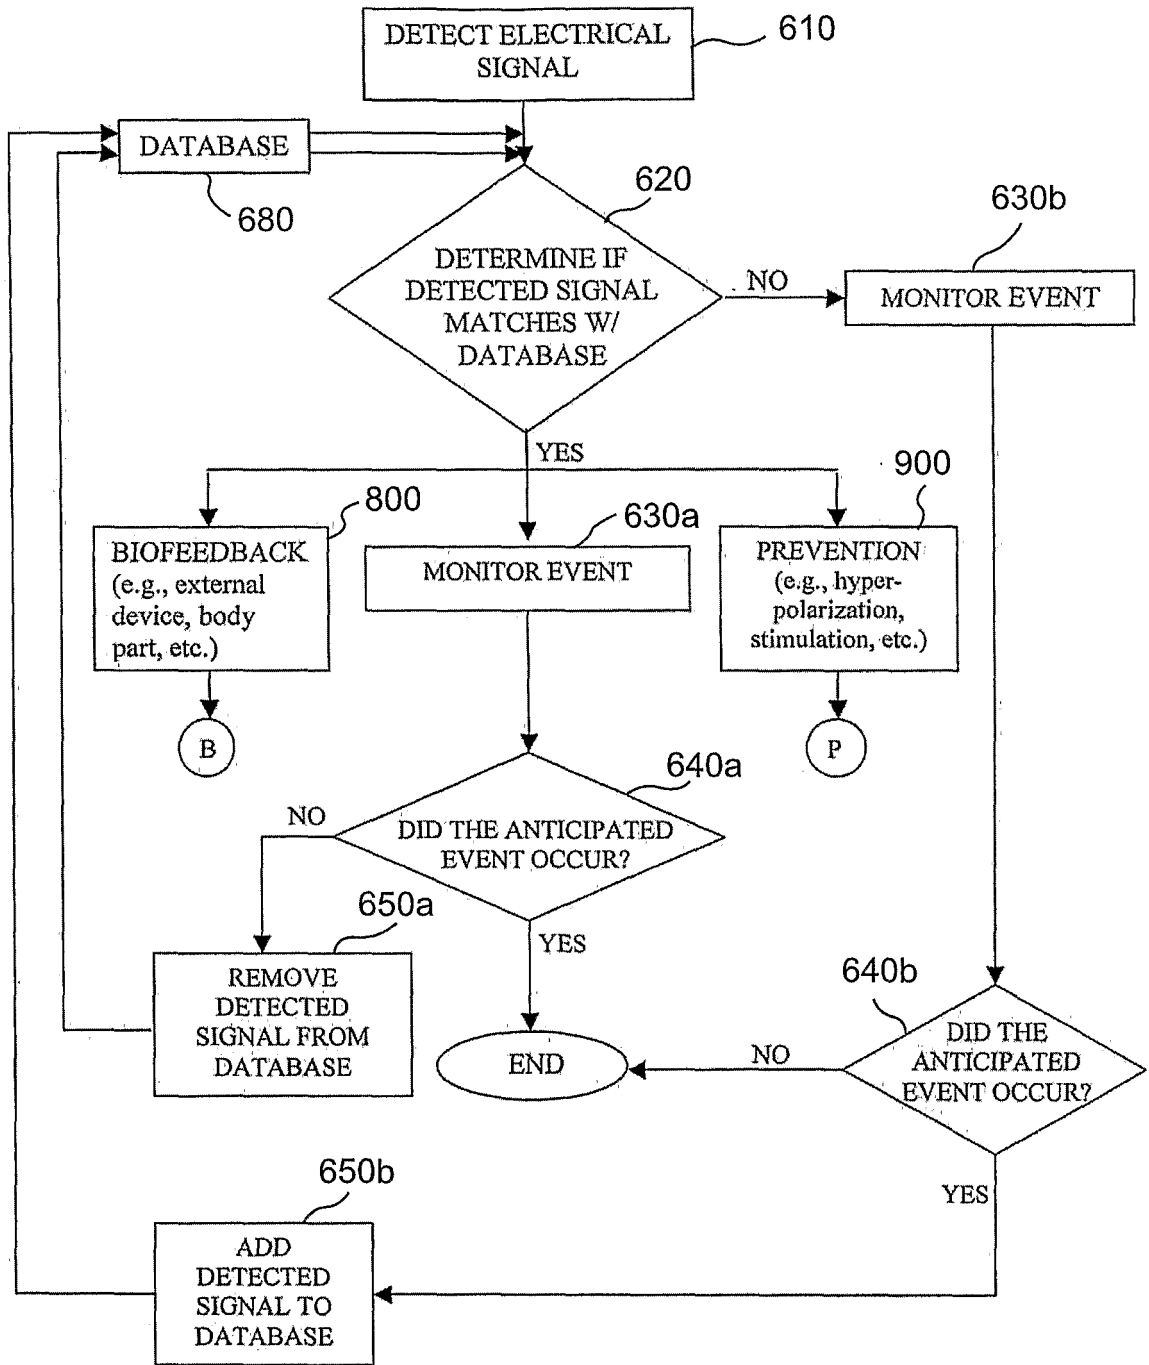 DETECT ELECTRICAL
SIGNAL
610
DATABASE
680
620
630b
DETERMINE IF
DETECTED SIGNAL
MATCHES W/
DATABASE
NO
MONITOR EVENT
YES
800
630a
900
BIOFEEDBACK
(e.g., external
device, body
part, etc.)
MONITOR EVENT
PREVENTION
(e.g., hyper-
polarization,
stimulation, etc.)
B
P
640a
NO
DID THE ANTICIPATED
EVENT OCCUR?
650a
YES
640b
REMOVE
DETECTED
SIGNAL FROM
DATABASE
END
NO
DID THE
ANTICIPATED
EVENT OCCUR?
650b
YES
ADD
DETECTED
SIGNAL TO
DATABASE